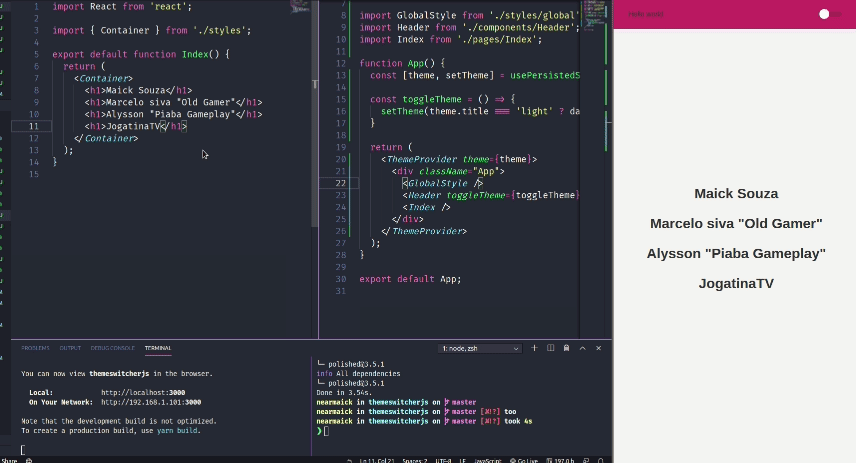 1 import React from 'react';
2
3 import { Container } from './styles';
4
5 export default function Index() {
6 return (
7 <Container>
8 <h1>Maick Souza</h1>
9 <h1>Marcelo siva "Old Gamer"</h1>
10 <h1>Alysson "Piaba Gameplay"</h1>
11 <h1>JogatinaTV</h1>
12 </Container>
13 );
14 }
15
7
8 import GlobalStyle from './styles/global'
9 import Header from './components/Header';
10 import Index from './pages/Index';
11
12 function App() {
13 const [theme, setTheme] = usePersistedS
14
15 const toggleTheme = () => {
16 setTheme(theme.title === 'light' ? da
17 }
18
19 return (
20 <ThemeProvider theme={theme}>
21 <div className="App">
22 <GlobalStyle />
23 <Header toggleTheme={toggleTheme}
24 <Index />
25 </div>
26 </ThemeProvider>
27 );
28 }
29
30 export default App;
31
Maick Souza
Marcelo siva "Old Gamer"
Alysson "Piaba Gameplay"
JogatinaTV
PROBLEMS OUTPUT DEBUG CONSOLE TERMINAL 1: node, zsh
You can now view themeswitcherjs in the browser.
Local: http://localhost:3000
On Your Network: http://192.168.1.101:3000
Note that the development build is not optimized.
To create a production build, use yarn build.
└─ polished@3.5.1
info All dependencies
└─ polished@3.5.1
Done in 3.54s.
nearmaick in themeswitcherjs on master
nearmaick in themeswitcherjs on master [✘!?] too
nearmaick in themeswitcherjs on master [✘!?] took 4s
❯
Share Ln 11, Col 21 Spaces: 2 UTF-8 LF JavaScript Go Live 197.0 b